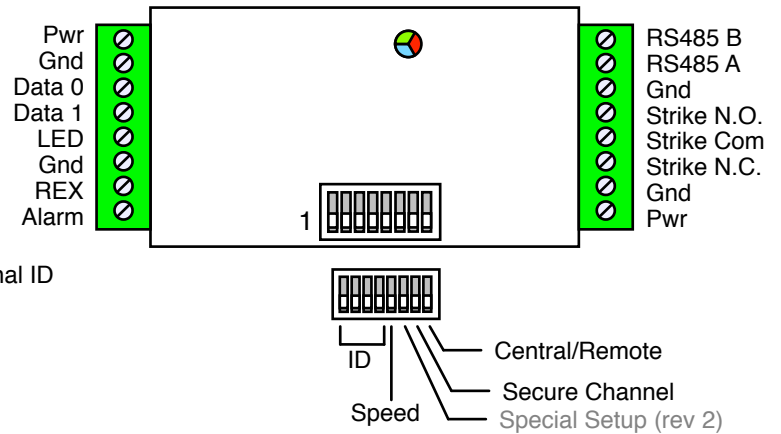 Pwr
Gnd
Data 0
Data 1
LED
Gnd
REX
Alarm
RS485 B
RS485 A
Gnd
Strike N.O.
Strike Com
Strike N.C.
Gnd
Pwr
1
nal ID
ID
Speed
Central/Remote
Secure Channel
Special Setup (rev 2)